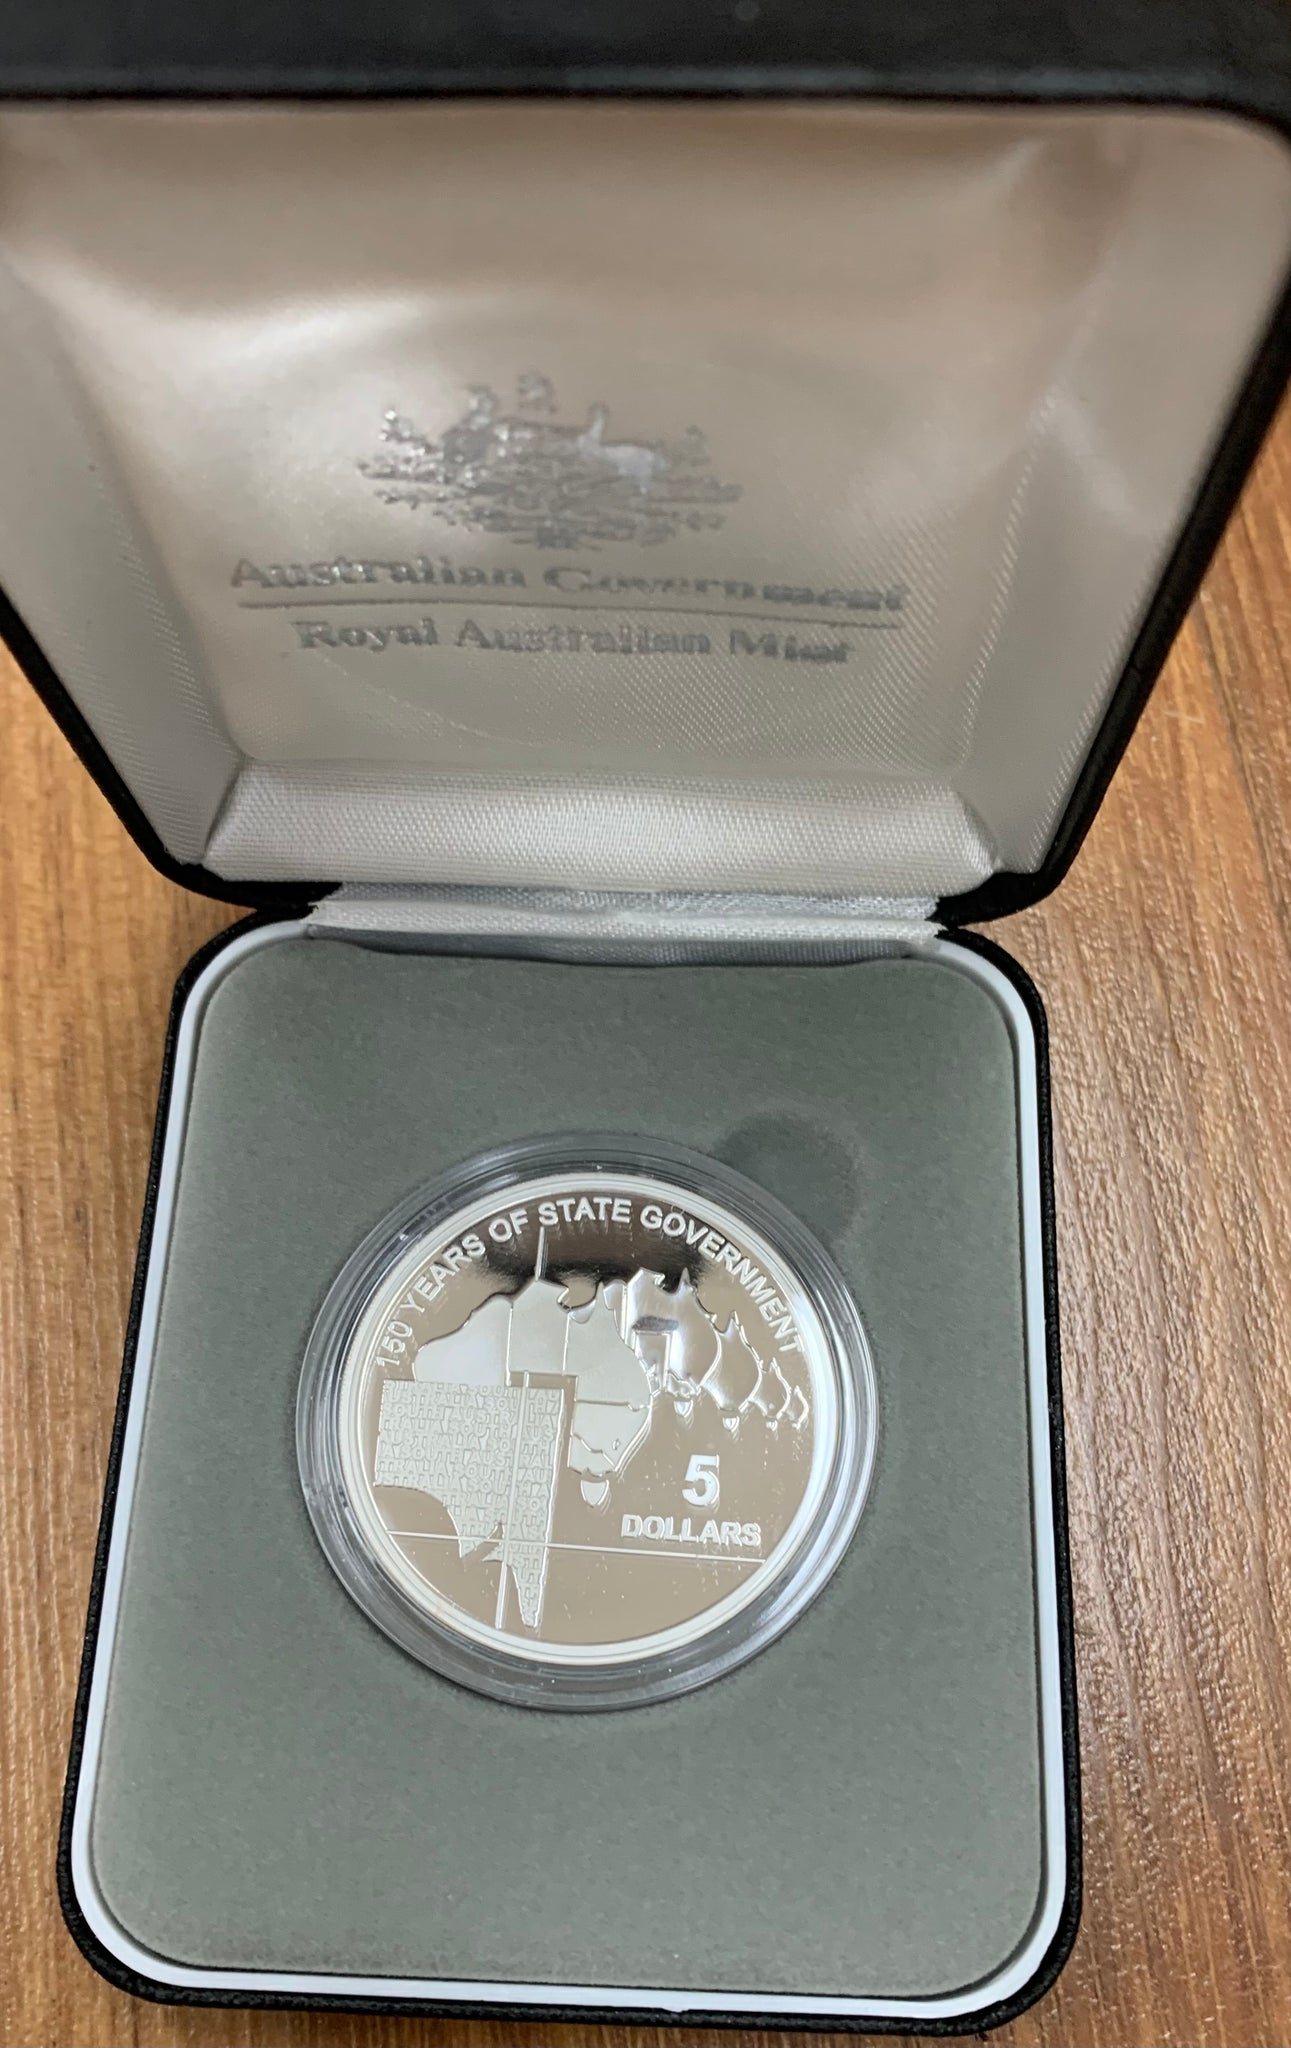 Australian Government
Royal Australian Mint
150 YEARS OF STATE GOVERNMENT
5
DOLLARS